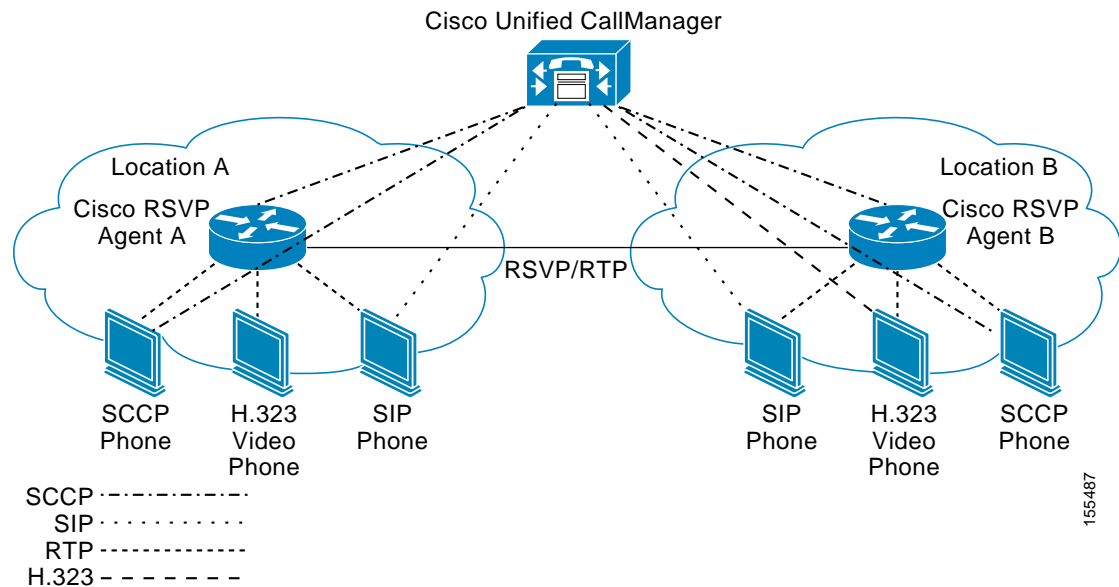 Cisco Unified CallManager
Location A
Location B
Cisco RSVP
Agent A
Cisco RSVP
Agent B
RSVP/RTP
SCCP
Phone
H.323
Video
Phone
SIP
Phone
SIP
Phone
H.323
Video
Phone
SCCP
Phone
SCCP
SIP
RTP
H.323
155487